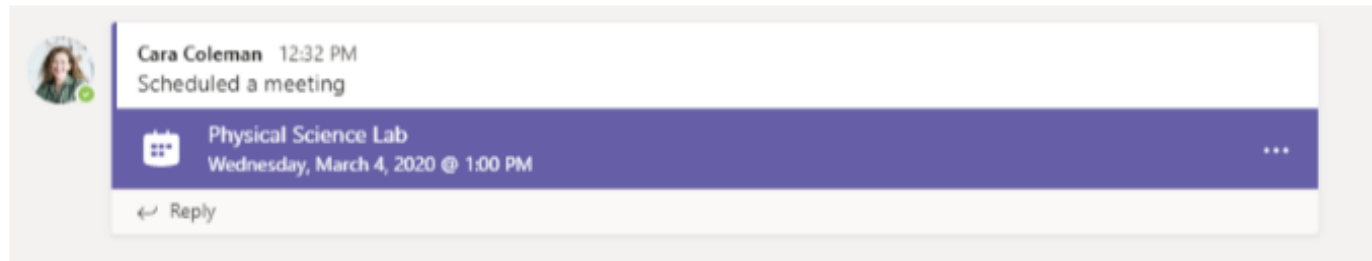 Cara Coleman 12:32 PM
Scheduled a meeting
Physical Science Lab
Wednesday, March 4, 2020 @ 1:00 PM
Reply